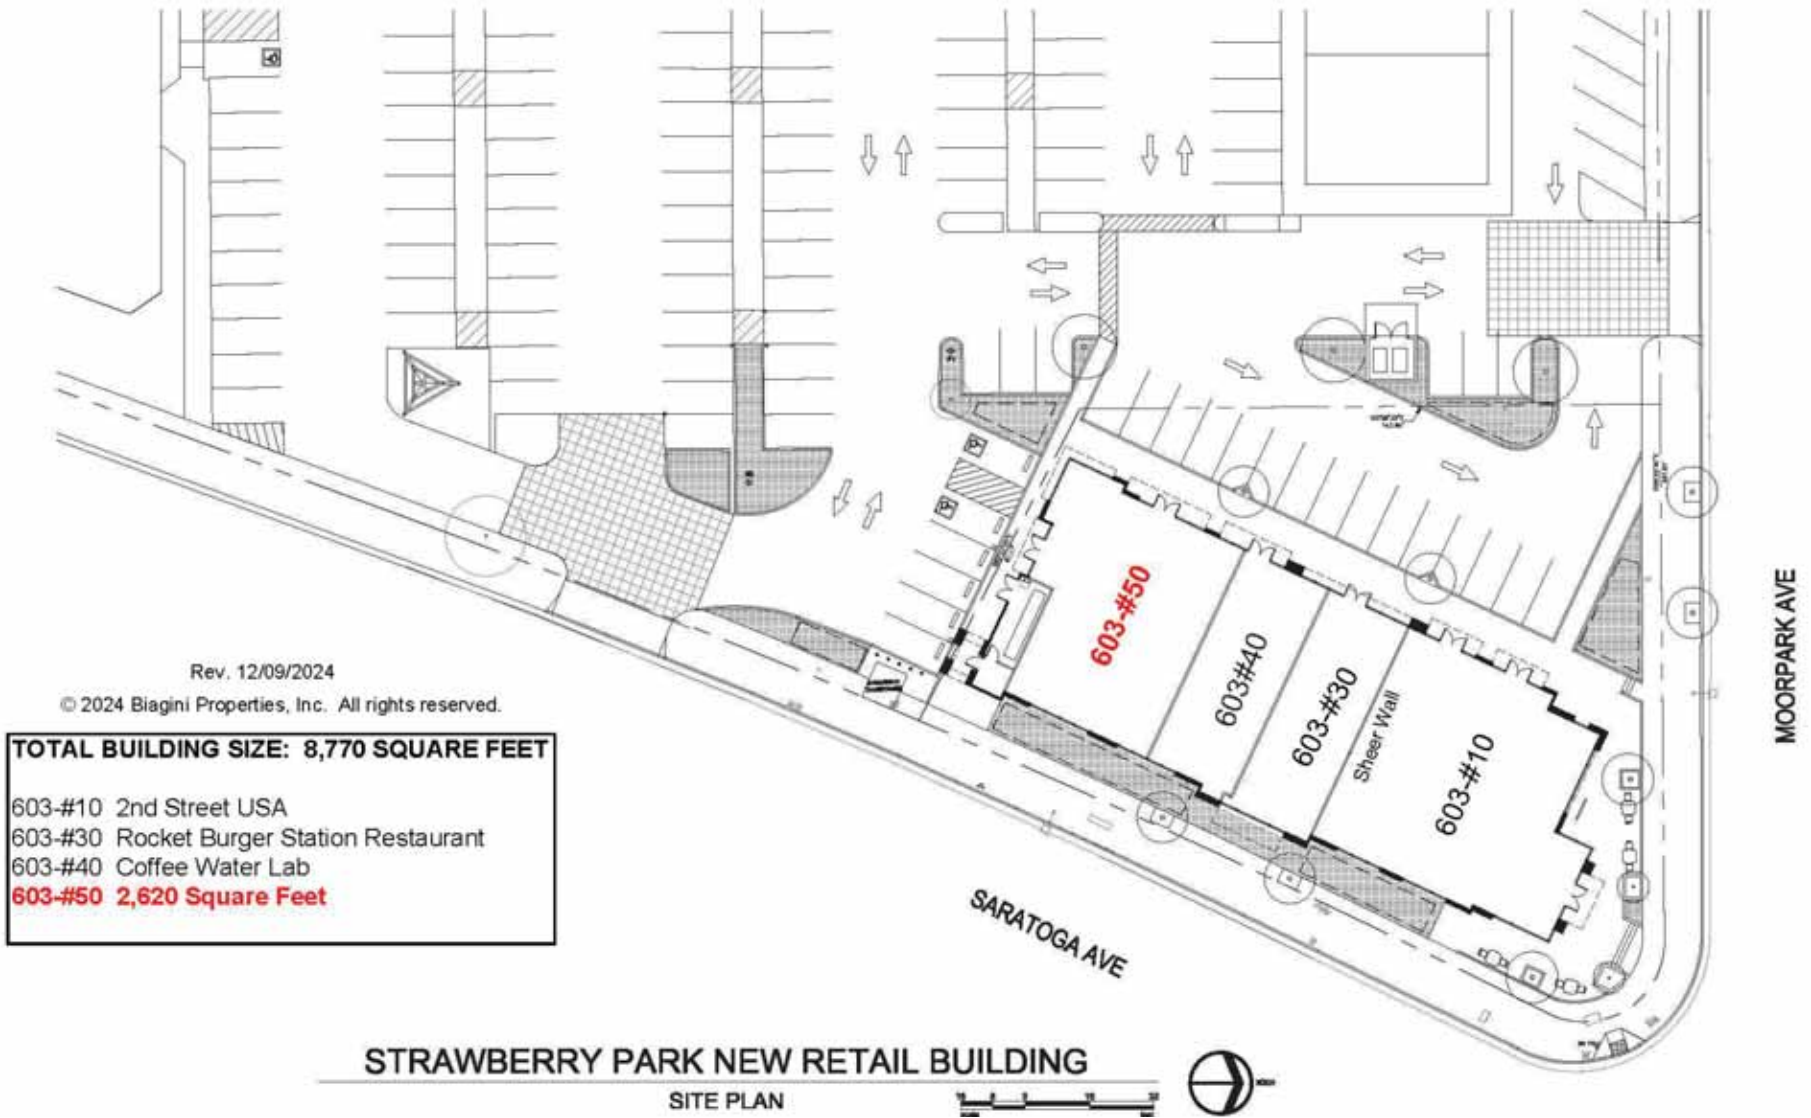 603-#50
603#40
603-#30
Sheer Wall
603-#10
MOORPARK AVE
SARATOGA AVE
Rev. 12/09/2024
© 2024 Biagini Properties, Inc. All rights reserved.
TOTAL BUILDING SIZE: 8,770 SQUARE FEET
603-#10 2nd Street USA
603-#30 Rocket Burger Station Restaurant
603-#40 Coffee Water Lab
603-#50 2,620 Square Feet
STRAWBERRY PARK NEW RETAIL BUILDING
SITE PLAN